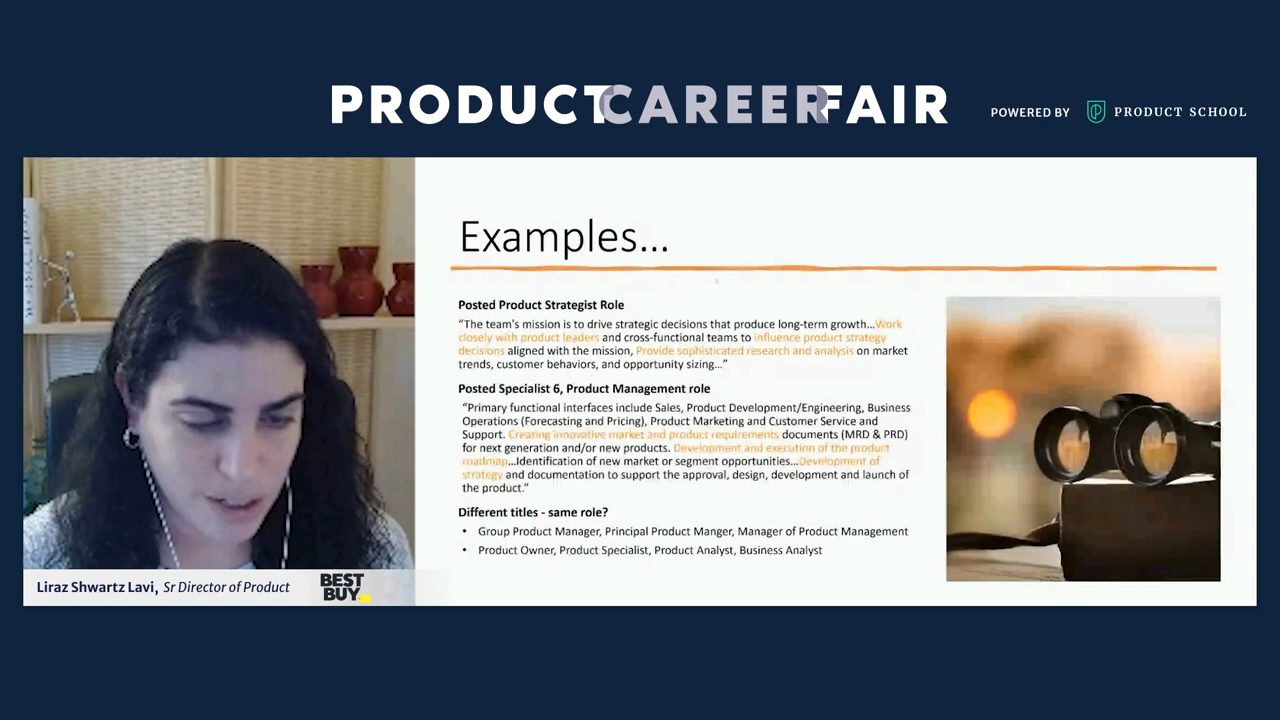 PRODUCTCAREERFAIR
POWERED BY PRODUCT SCHOOL
Examples...
Posted Product Strategist Role
“The team's mission is to drive strategic decisions that produce long-term growth...Work
closely with product leaders and cross-functional teams to influence product strategy
decisions aligned with the mission, Provide sophisticated research and analysis on market
trends, customer behaviors, and opportunity sizing...”
Posted Specialist 6, Product Management role
“Primary functional interfaces include Sales, Product Development/Engineering, Business
Operations (Forecasting and Pricing), Product Marketing and Customer Service and
Support. Creating innovative market and product requirements documents (MRD & PRD)
for next generation and/or new products. Development and execution of the product
roadmap...Identification of new market or segment opportunities...Development of
strategy and documentation to support the approval, design, development and launch of
the product.”
Different titles - same role?
• Group Product Manager, Principal Product Manger, Manager of Product Management
• Product Owner, Product Specialist, Product Analyst, Business Analyst
Liraz Shwartz Lavi, Sr Director of Product
BEST
BUY